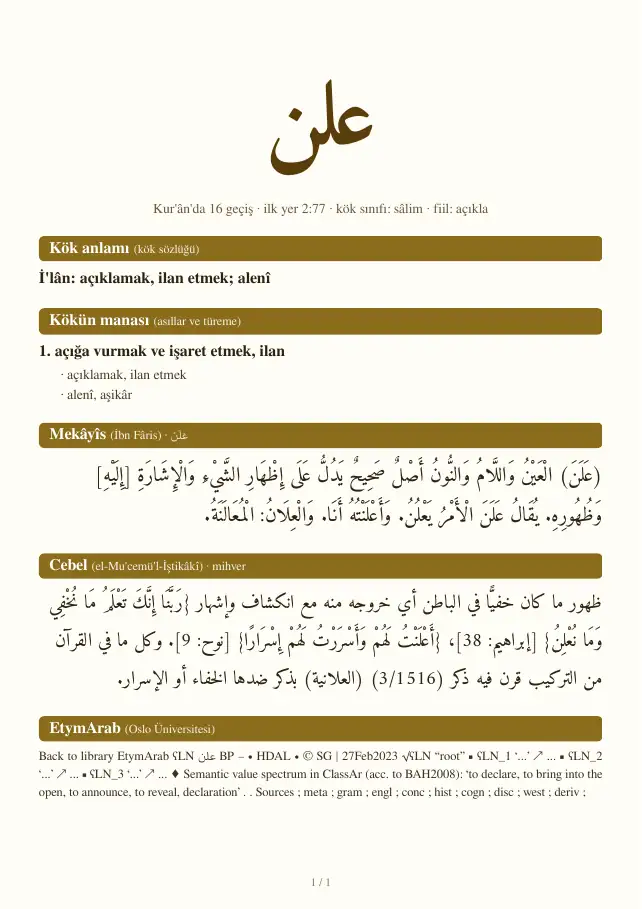 علن
Kur'ân'da 16 geçiş · ilk yer 2:77 · kök sınıfı: sâlim · fiil: açıkla
Kök anlamı (kök sözlüğü)
İ'lân: açıklamak, ilan etmek; alenî
Kökün manası (asıllar ve türeme)
1. açığa vurmak ve işaret etmek, ilan
· açıklamak, ilan etmek
· alenî, aşikâr
Mekâyîs (İbn Fâris) · عَلَنَ
(عَلَنَ) الْعَيْنُ وَاللَّامُ وَالنُّونُ أَصْلٌ صَحِيحٌ يَدُلُّ عَلَى إِظْهَارِ الشَّيْءِ وَالْإِشَارَةِ [إِلَيْهِ]
وَظُهُورِهِ. يُقَالُ عَلَنَ الْأَمْرُ يَعْلُنُ. وَأَعْلَنْتُهُ أَنَا. وَالْعِلَانُ: الْمُعَالَنَةُ.
Cebel (el-Mu'cemü'l-İştikâkî) · mihver
ظهور ما كان خفيًّا في الباطن أي خروجه منه مع انكشاف وإشهار {رَبَّنَا إِنَّكَ تَعْلَمُ مَا نُخْفِي
وَمَا نُعْلِنُ} [إبراهيم: 38]، {أَعْلَنْتُ لَهُمْ وَأَسْرَرْتُ لَهُمْ إِسْرَارًا} [نوح: 9]. وكل ما في القرآن
من التركيب قرن فيه ذكر (3/1516) (العلانية) بذكر ضدها الخفاء أو الإسرار.
EtymArab (Oslo Üniversitesi)
Back to library EtymArab ʕLN علن BP – • HDAL • © SG | 27Feb2023 √ʕLN “root” ▪ ʕLN_1 ‘...’ ↗ ... ▪ ʕLN_2
‘...’ ↗ ... ▪ ʕLN_3 ‘...’ ↗ ... ♦ Semantic value spectrum in ClassAr (acc. to BAH2008): ‘to declare, to bring into the
open, to announce, to reveal, declaration’ . . Sources ; meta ; gram ; engl ; conc ; hist ; cogn ; disc ; west ; deriv ;
1 / 1